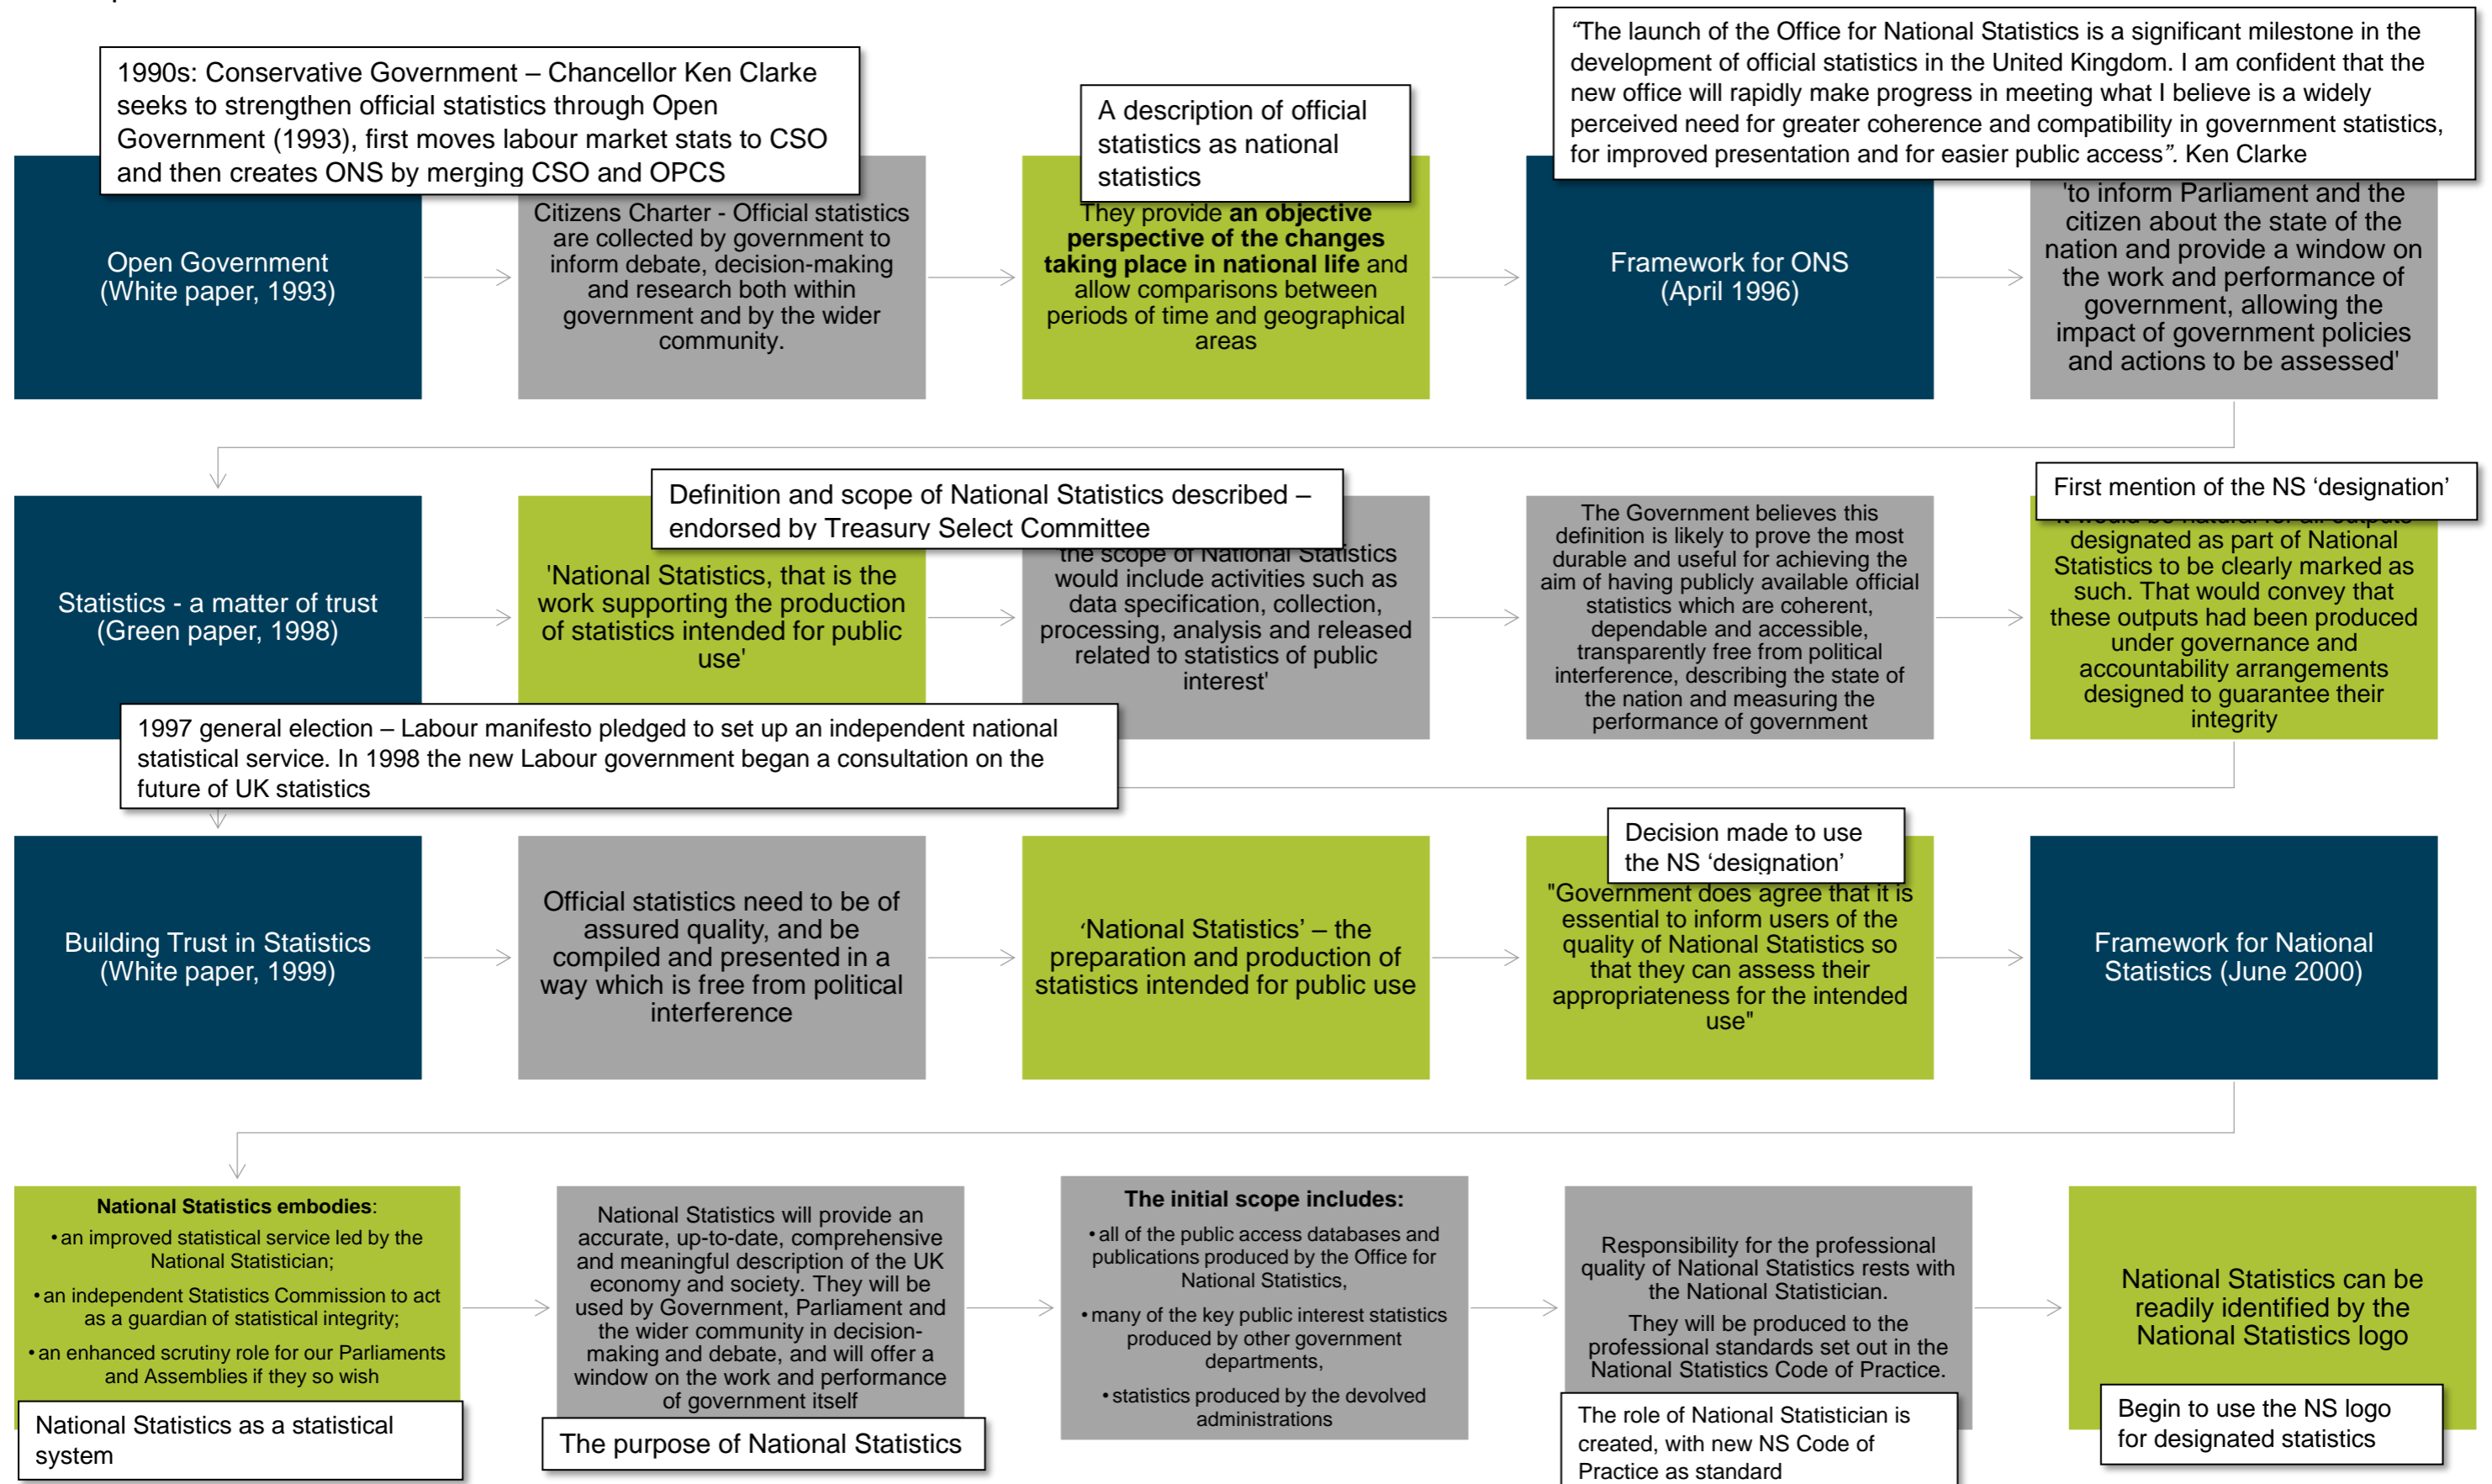 1990s: Conservative Government – Chancellor Ken Clarke
seeks to strengthen official statistics through Open
Government (1993), first moves labour market stats to CSO
and then creates ONS by merging CSO and OPCS
A description of official
statistics as national
statistics
“The launch of the Office for National Statistics is a significant milestone in the
development of official statistics in the United Kingdom. I am confident that the
new office will rapidly make progress in meeting what I believe is a widely
perceived need for greater coherence and compatibility in government statistics,
for improved presentation and for easier public access”. Ken Clarke
Open Government
(White paper, 1993)
Citizens Charter - Official statistics
are collected by government to
inform debate, decision-making
and research both within
government and by the wider
community.
They provide an objective
perspective of the changes
taking place in national life and
allow comparisons between
periods of time and geographical
areas
Framework for ONS
(April 1996)
'to inform Parliament and the
citizen about the state of the
nation and provide a window on
the work and performance of
government, allowing the
impact of government policies
and actions to be assessed'
Statistics - a matter of trust
(Green paper, 1998)
Definition and scope of National Statistics described –
endorsed by Treasury Select Committee
'National Statistics, that is the
work supporting the production
of statistics intended for public
use'
the scope of National Statistics
would include activities such as
data specification, collection,
processing, analysis and released
related to statistics of public
interest'
The Government believes this
definition is likely to prove the most
durable and useful for achieving the
aim of having publicly available official
statistics which are coherent,
dependable and accessible,
transparently free from political
interference, describing the state of
the nation and measuring the
performance of government
First mention of the NS ‘designation’
It would be natural for all outputs
designated as part of National
Statistics to be clearly marked as
such. That would convey that
these outputs had been produced
under governance and
accountability arrangements
designed to guarantee their
integrity
1997 general election – Labour manifesto pledged to set up an independent national
statistical service. In 1998 the new Labour government began a consultation on the
future of UK statistics
Building Trust in Statistics
(White paper, 1999)
Official statistics need to be of
assured quality, and be
compiled and presented in a
way which is free from political
interference
‘National Statistics’ – the
preparation and production of
statistics intended for public use
Decision made to use
the NS ‘designation’
"Government does agree that it is
essential to inform users of the
quality of National Statistics so
that they can assess their
appropriateness for the intended
use"
Framework for National
Statistics (June 2000)
National Statistics embodies:
• an improved statistical service led by the
National Statistician;
• an independent Statistics Commission to act
as a guardian of statistical integrity;
• an enhanced scrutiny role for our Parliaments
and Assemblies if they so wish
National Statistics as a statistical
system
National Statistics will provide an
accurate, up-to-date, comprehensive
and meaningful description of the UK
economy and society. They will be
used by Government, Parliament and
the wider community in decision-
making and debate, and will offer a
window on the work and performance
of government itself
The purpose of National Statistics
The initial scope includes:
• all of the public access databases and
publications produced by the Office for
National Statistics,
• many of the key public interest statistics
produced by other government
departments,
• statistics produced by the devolved
administrations
Responsibility for the professional
quality of National Statistics rests with
the National Statistician.
They will be produced to the
professional standards set out in the
National Statistics Code of Practice.
The role of National Statistician is
created, with new NS Code of
Practice as standard
National Statistics can be
readily identified by the
National Statistics logo
Begin to use the NS logo
for designated statistics